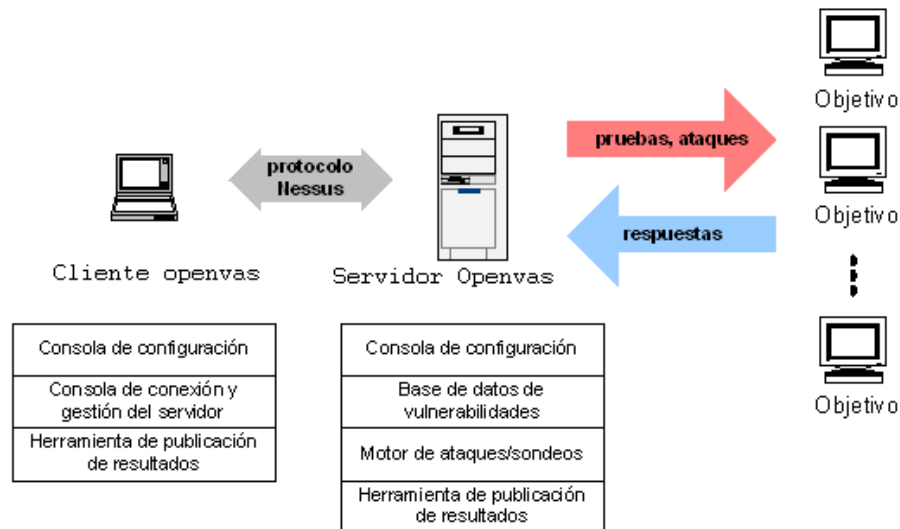 Objetivo
pruebas, ataques
protocolo
Nessus
Objetivo
respuestas
Cliente openvas
Servidor Openvas
Objetivo
Consola de configuración
Consola de conexión y
gestión del servidor
Herramienta de publicación
de resultados
Consola de configuración
Base de datos de
vulnerabilidades
Motor de ataques/sondeos
Herramienta de publicación
de resultados